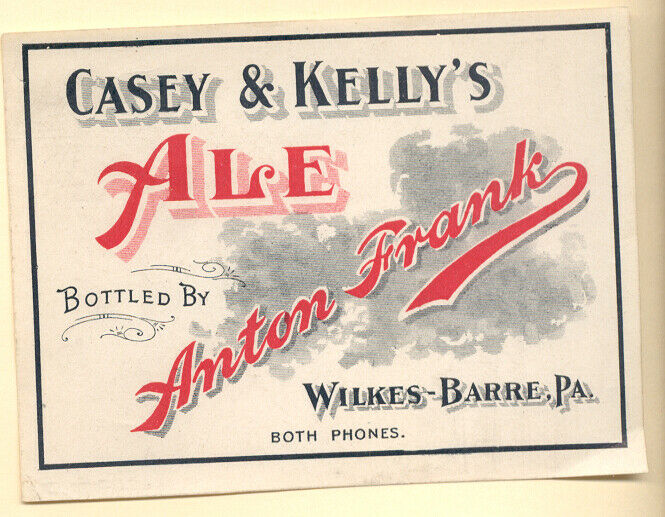 CASEY & KELLY'S
ALE
BOTTLED BY
Anton Frank
WILKES-BARRE, PA.
BOTH PHONES.